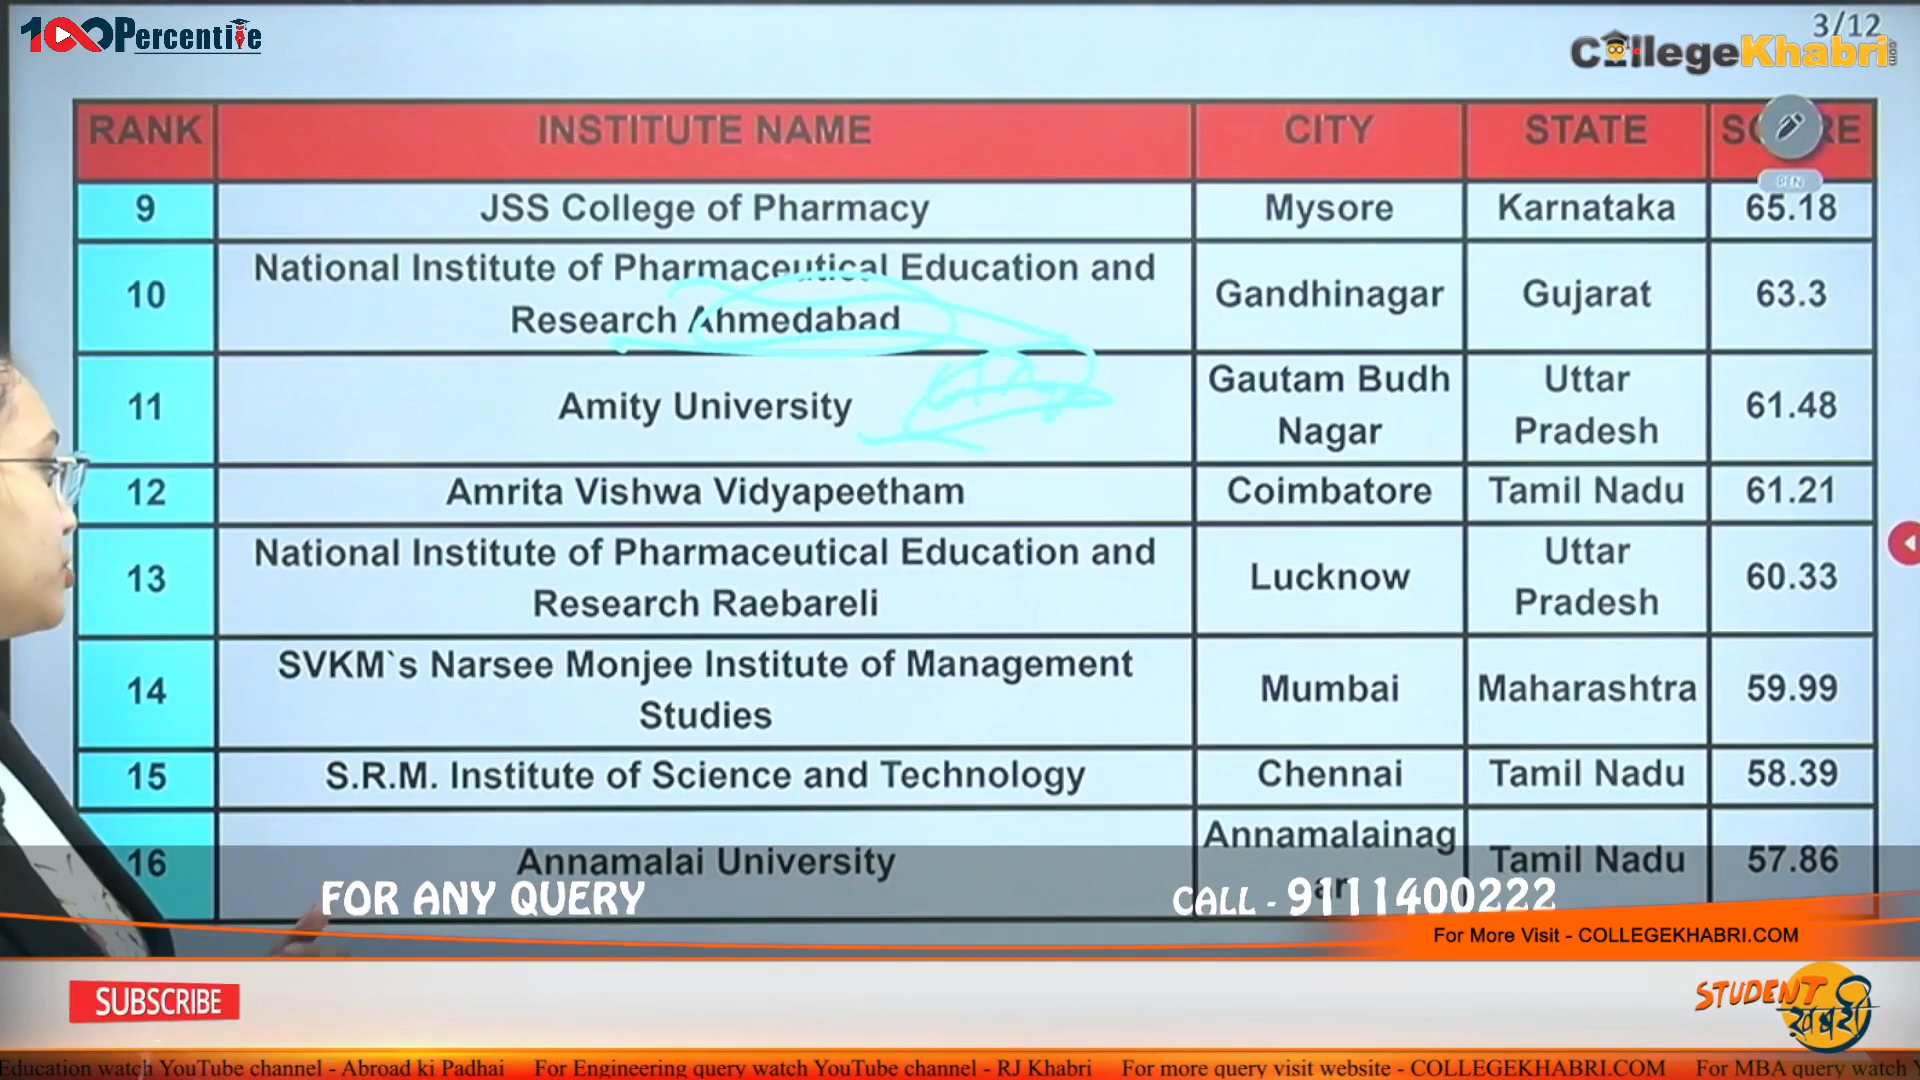 100Percentile
3/12
CollegeKhabri.com
RANK INSTITUTE NAME CITY STATE
PEN
9 JSS College of Pharmacy Mysore Karnataka 65.18
10 National Institute of Pharmaceutical Education and
Research Ahmedabad Gandhinagar Gujarat 63.3
11 Amity University Gautam Budh
Nagar Uttar
Pradesh 61.48
12 Amrita Vishwa Vidyapeetham Coimbatore Tamil Nadu 61.21
13 National Institute of Pharmaceutical Education and
Research Raebareli Lucknow Uttar
Pradesh 60.33
14 SVKM`s Narsee Monjee Institute of Management
Studies Mumbai Maharashtra 59.99
15 S.R.M. Institute of Science and Technology Chennai Tamil Nadu 58.39
16 Annamalai University Annamalainag
ar Tamil Nadu 57.86
FOR ANY QUERY CALL - 9111400222
For More Visit - COLLEGEKHABRI.COM
SUBSCRIBE
STUDENT
खबरी
Education watch YouTube channel - Abroad ki Padhai For Engineering query watch YouTube channel - RJ Khabri For more query visit website - COLLEGEKHABRI.COM For MBA query watch